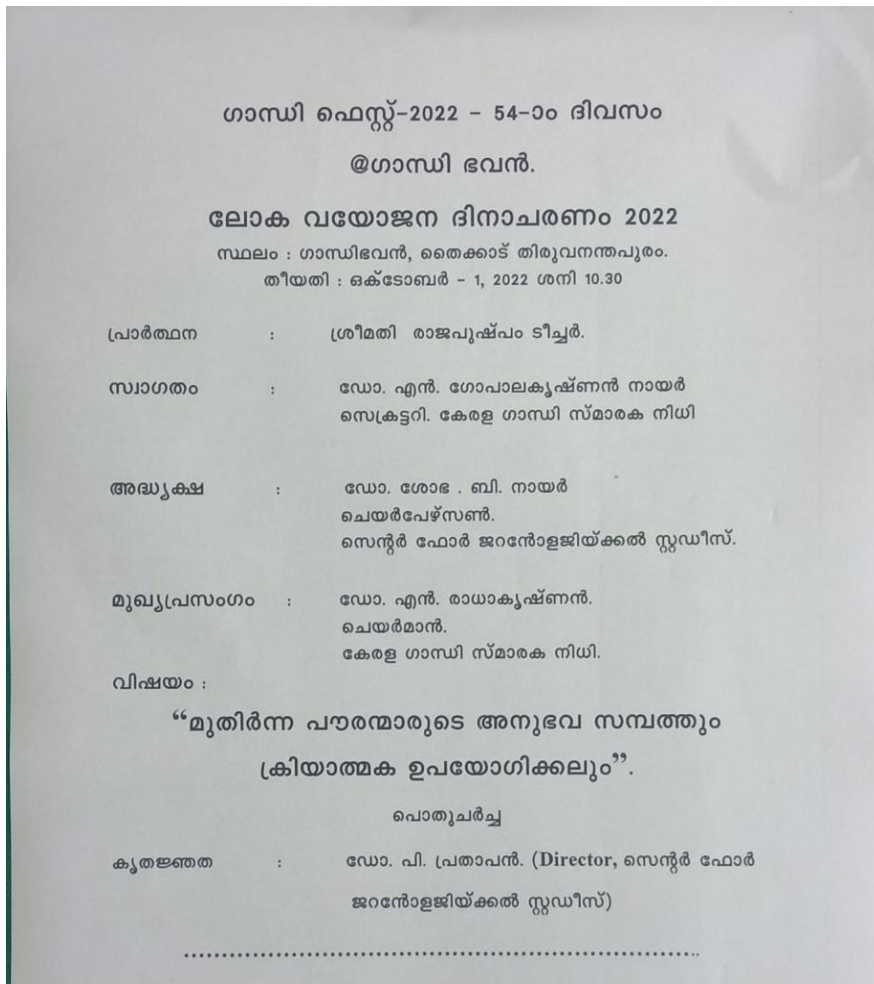 ഗാന്ധി ഫെസ്റ്റ്-2022 - 54-ാം ദിവസം
@ഗാന്ധി ഭവൻ.
ലോക വയോജന ദിനാചരണം 2022
സ്ഥലം : ഗാന്ധിഭവൻ, തൈക്കാട് തിരുവനന്തപുരം.
തീയതി : ഒക്ടോബർ - 1, 2022 ശനി 10.30
പ്രാർത്ഥന : ശ്രീമതി രാജപുഷ്പം ടീച്ചർ.
സ്വാഗതം : ഡോ. എൻ. ഗോപാലകൃഷ്ണൻ നായർ
സെക്രട്ടറി. കേരള ഗാന്ധി സ്മാരക നിധി
അദ്ധ്യക്ഷ : ഡോ. ശോഭ . ബി. നായർ
ചെയർപേഴ്സൺ.
സെന്റർ ഫോർ ജറന്റോളജിയ്ക്കൽ സ്റ്റഡീസ്.
മുഖ്യപ്രസംഗം : ഡോ. എൻ. രാധാകൃഷ്ണൻ.
ചെയർമാൻ.
കേരള ഗാന്ധി സ്മാരക നിധി.
വിഷയം :
“മുതിർന്ന പൗരന്മാരുടെ അനുഭവ സമ്പത്തും
ക്രിയാത്മക ഉപയോഗിക്കലും”.
പൊതുചർച്ച
കൃതജ്ഞത : ഡോ. പി. പ്രതാപൻ. (Director, സെന്റർ ഫോർ
ജറന്റോളജിയ്ക്കൽ സ്റ്റഡീസ്)